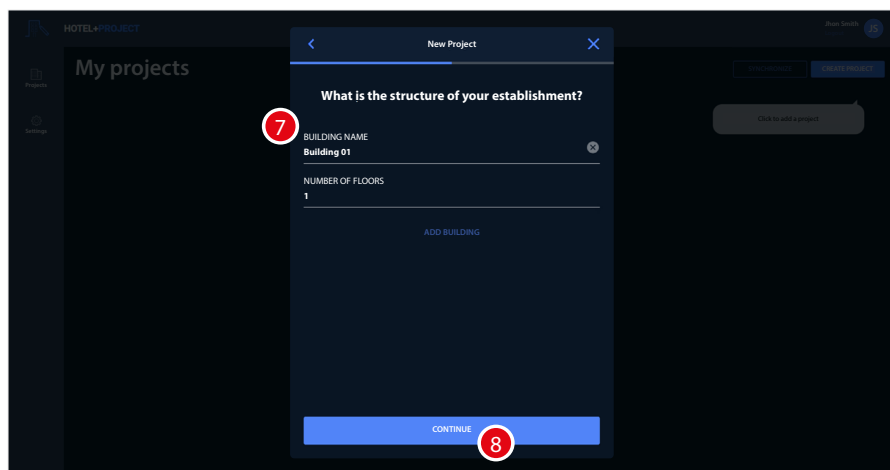 HOTEL+PROJECT
Jhon Smith
JS
New Project
My projects
SYNCHRONIZE
CREATE PROJECT
Projects
What is the structure of your establishment?
Click to add a project
Settings
7
BUILDING NAME
Building 01
NUMBER OF FLOORS
1
ADD BUILDING
CONTINUE
8